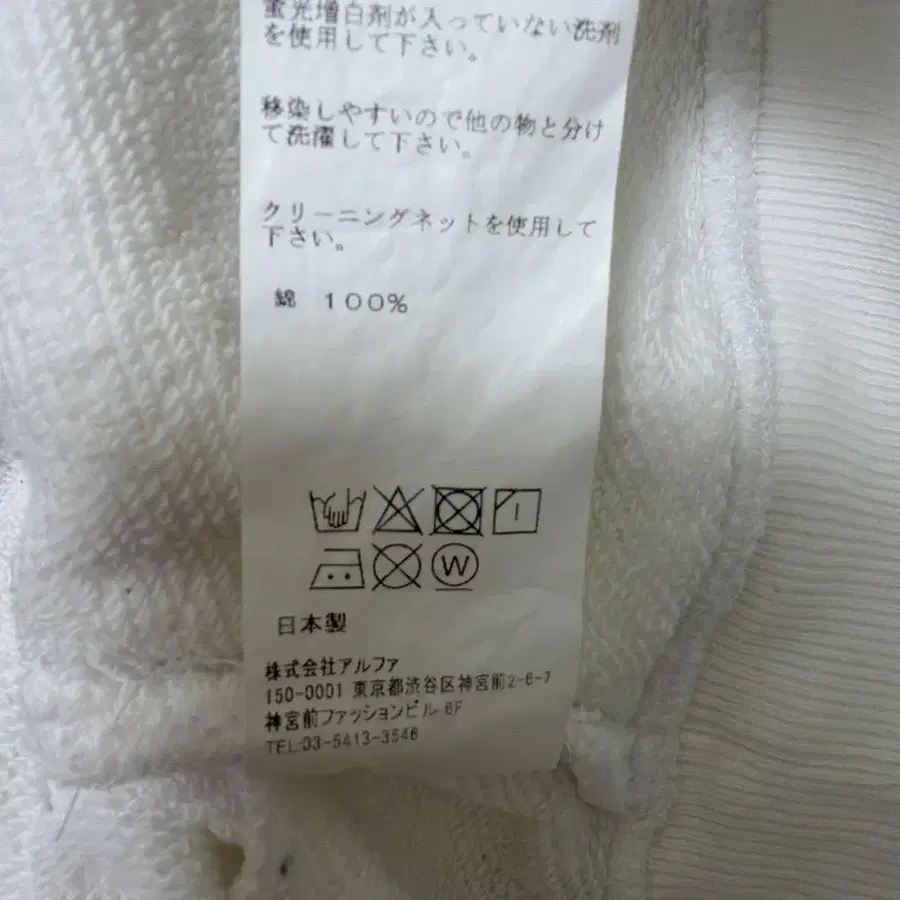 蛍光増白剤が入っていない洗剤
を使用して下さい。
移染しやすいので他の物と分け
て洗濯して下さい。
クリーニングネットを使用して
下さい。
綿 100%
W
日本製
株式会社アルファ
150-0001 東京都渋谷区神宮前2-6-7
神宮前ファッションビル 6F
TEL:03-5413-3546